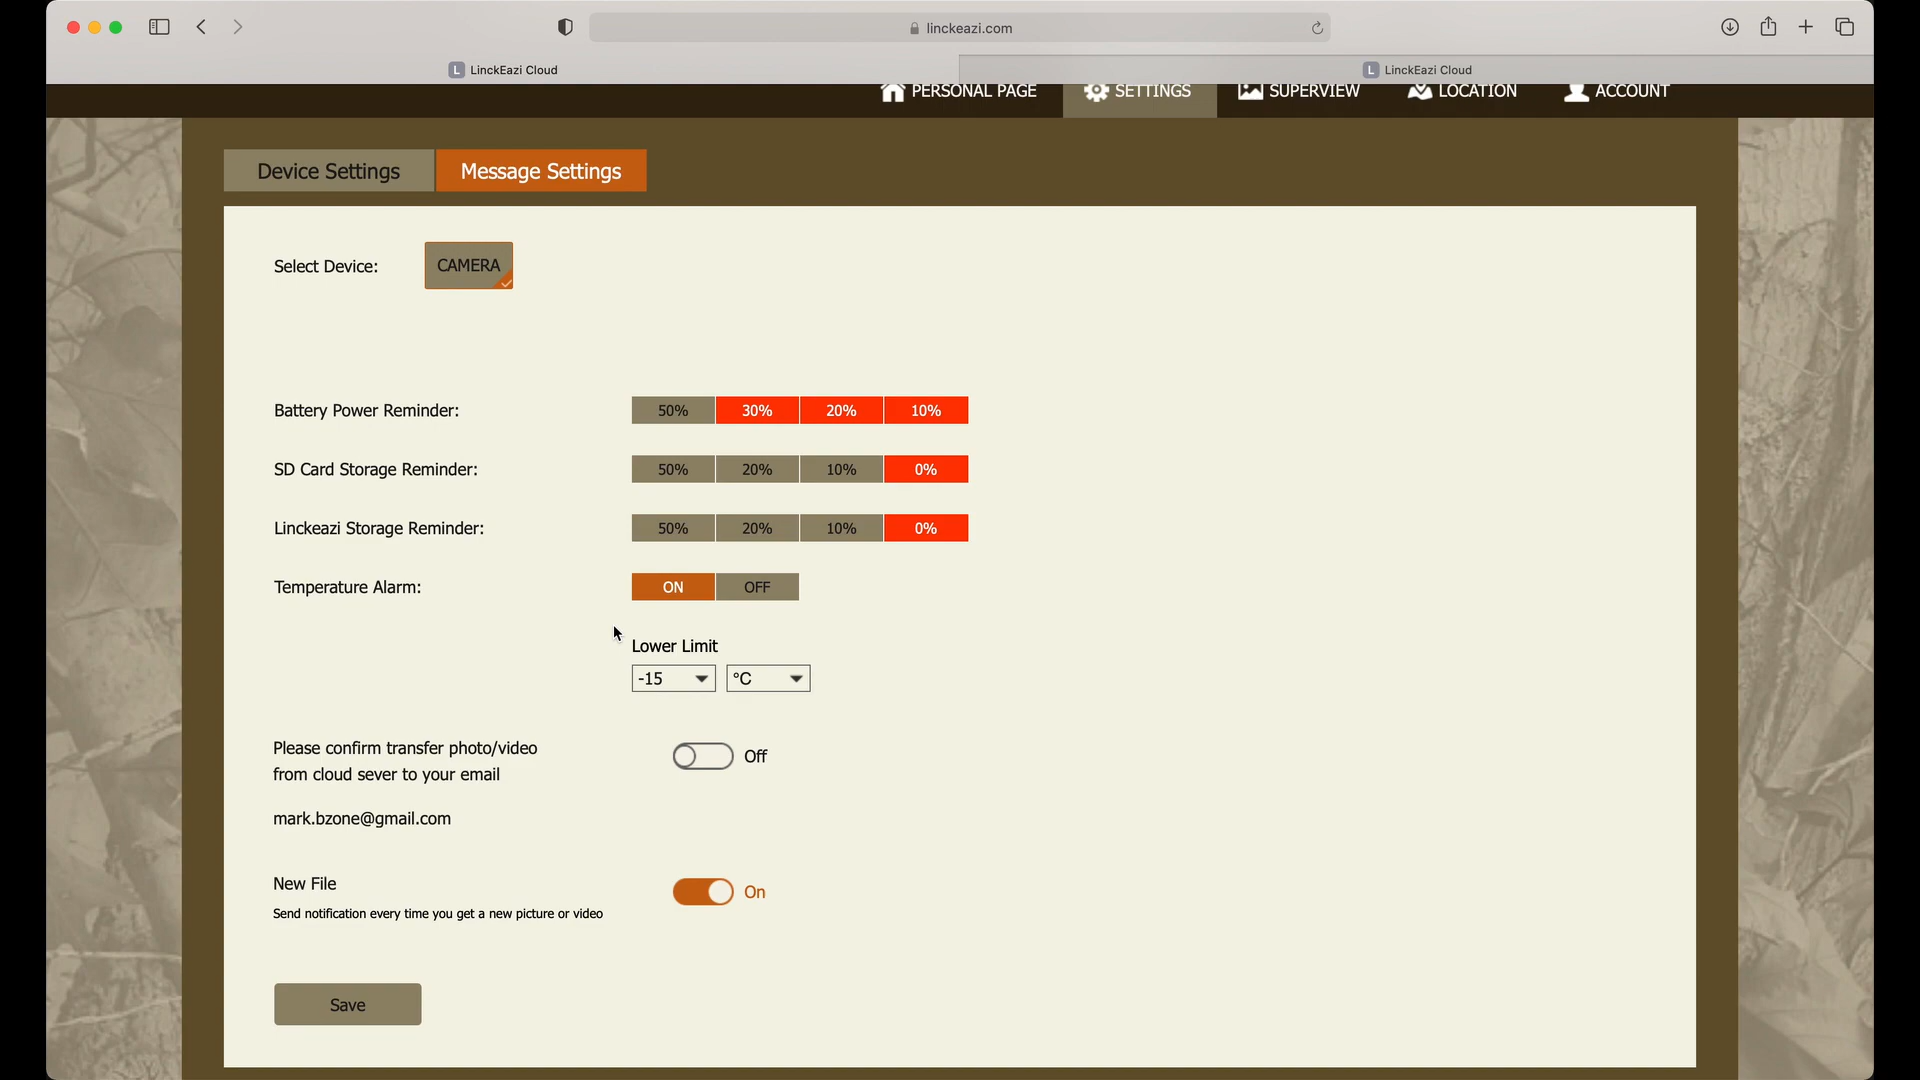 linckeazi.com
L LinckEazi Cloud
L LinckEazi Cloud
PERSONAL PAGE
SETTINGS
SUPERVIEW
LOCATION
ACCOUNT
Device Settings
Message Settings
Select Device:
CAMERA
Battery Power Reminder:
50% 30% 20% 10%
SD Card Storage Reminder:
50% 20% 10% 0%
Linckeazi Storage Reminder:
50% 20% 10% 0%
Temperature Alarm:
ON OFF
Lower Limit
-15 °C
Please confirm transfer photo/video
from cloud sever to your email
Off
mark.bzone@gmail.com
New File
On
Send notification every time you get a new picture or video
Save